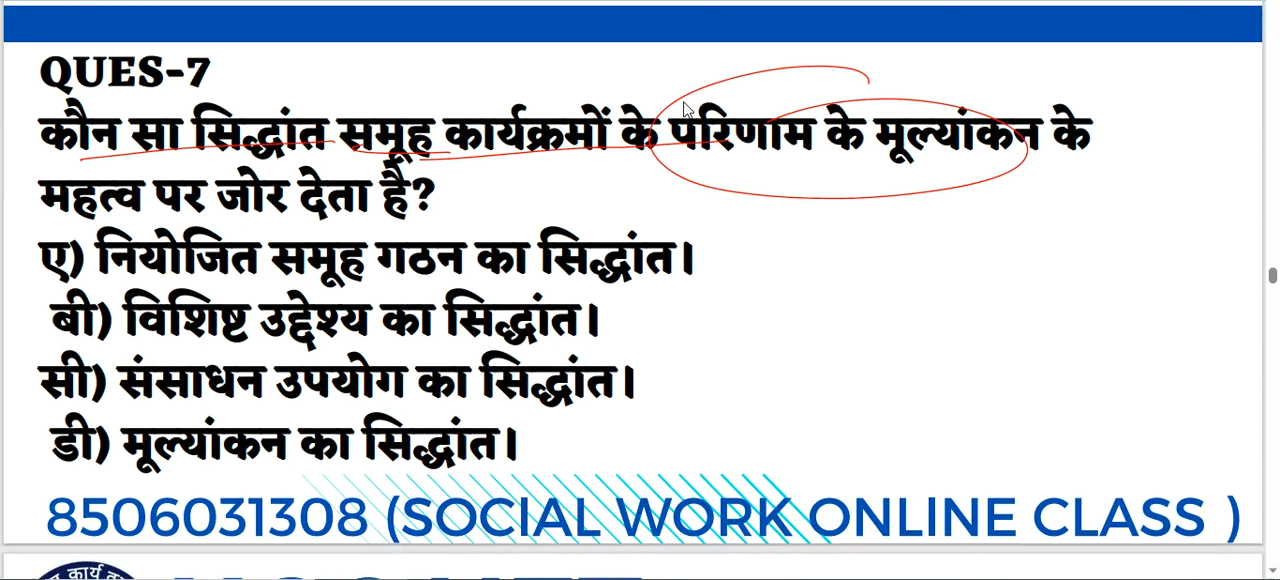 QUES-7
कौन सा सिद्धांत समूह कार्यक्रमों के परिणाम के मूल्यांकन के
महत्व पर जोर देता है?
ए) नियोजित समूह गठन का सिद्धांत।
बी) विशिष्ट उद्देश्य का सिद्धांत।
सी) संसाधन उपयोग का सिद्धांत।
डी) मूल्यांकन का सिद्धांत।
8506031308 (SOCIAL WORK ONLINE CLASS )
कार्य